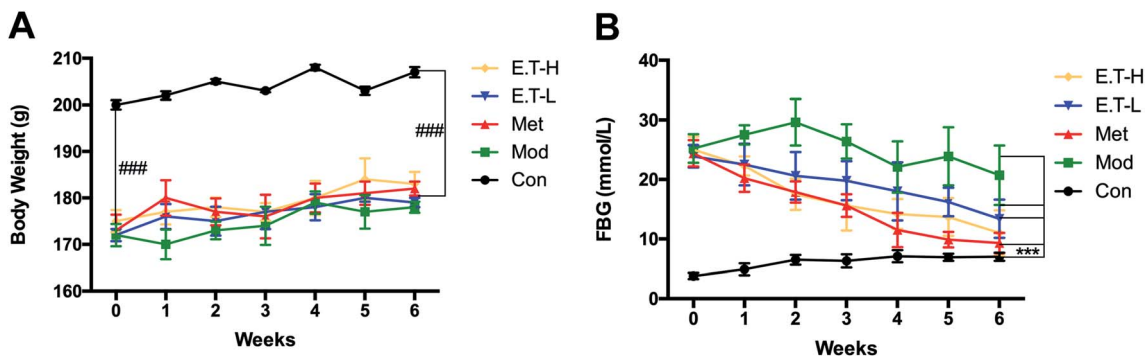 A
Body Weight (g)
210
200
190
180
170
160
0 1 2 3 4 5 6
Weeks
###
###
E.T-H
E.T-L
Met
Mod
Con
B
FBG (mmol/L)
40
30
20
10
0
0 1 2 3 4 5 6
Weeks
***
E.T-H
E.T-L
Met
Mod
Con